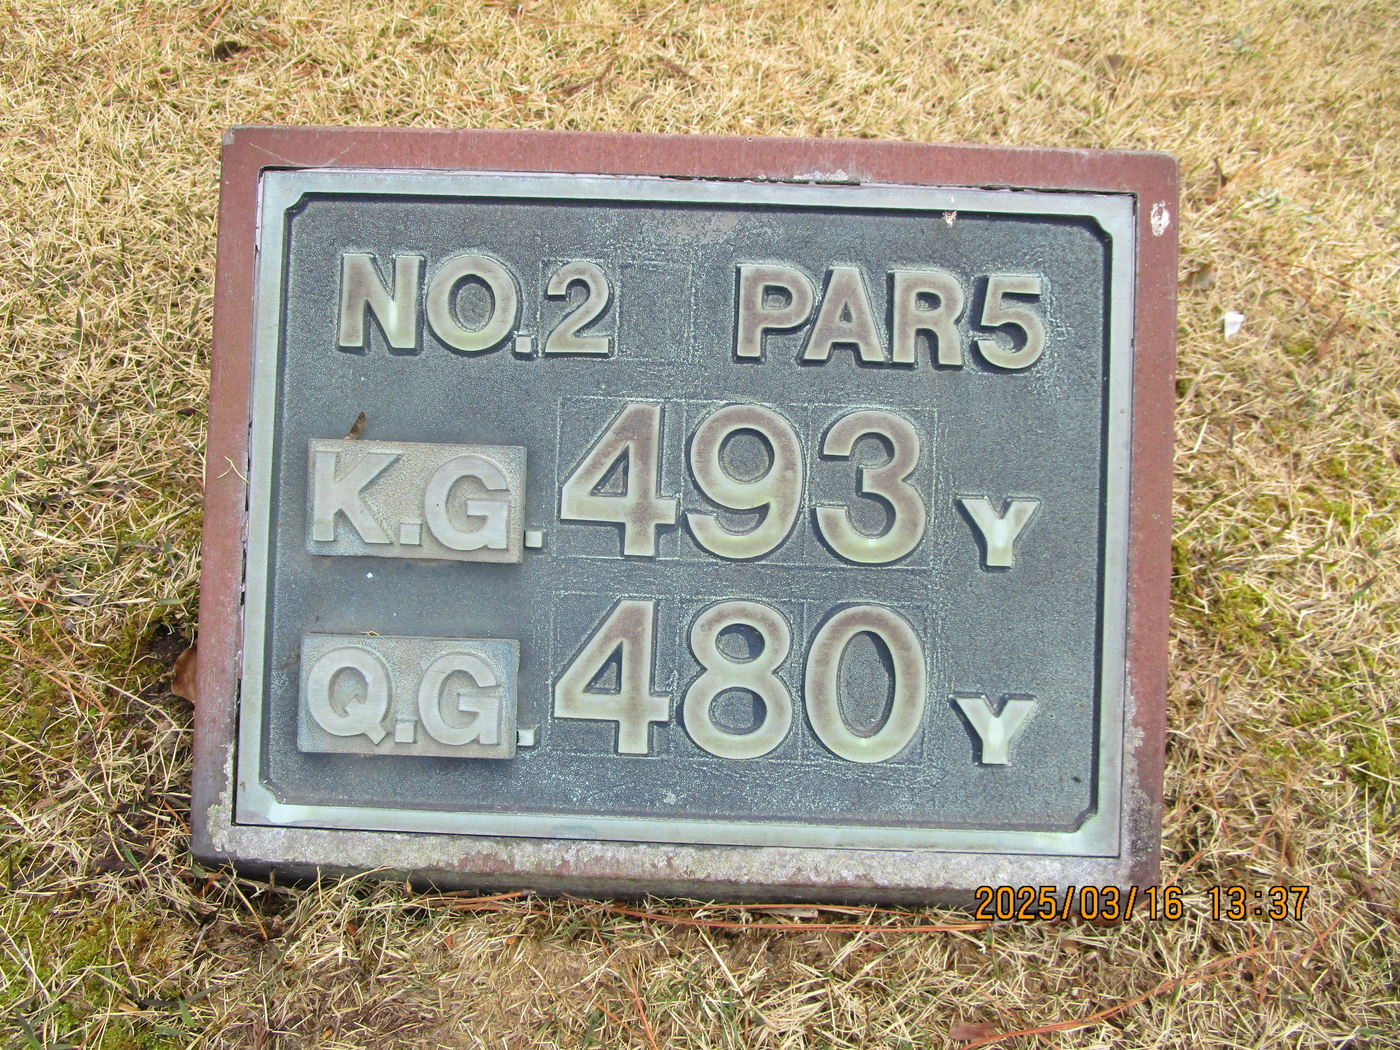 NO.2 PAR5
K.G. 493 Y
Q.G. 480 Y
2025/03/16 13:37